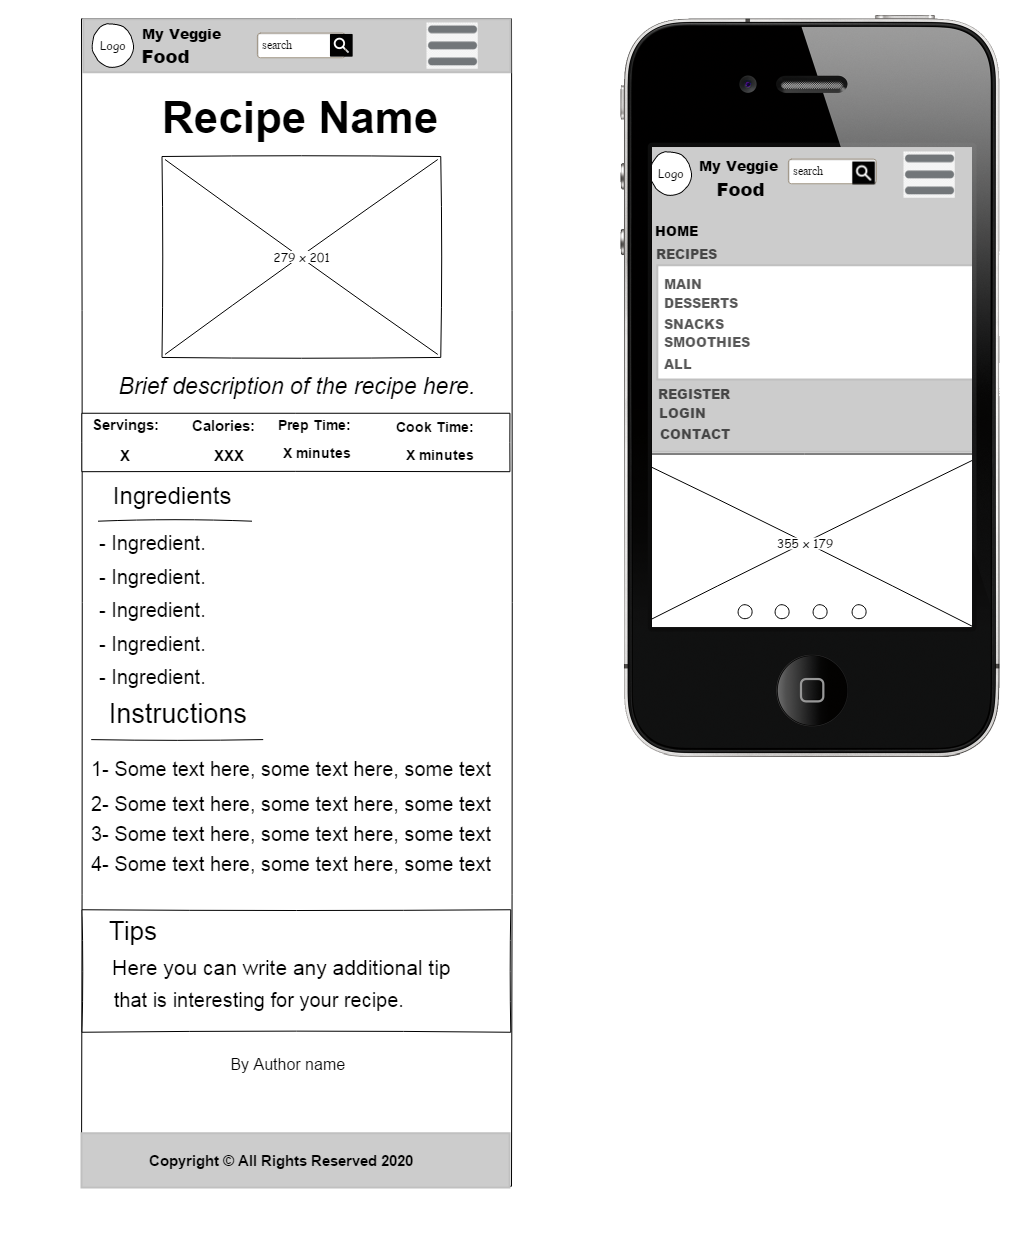 Logo
My Veggie
Food
search
Recipe Name
279 x 201
Brief description of the recipe here.
Servings: Calories: Prep Time: Cook Time:
X XXX X minutes X minutes
Ingredients
- Ingredient.
- Ingredient.
- Ingredient.
- Ingredient.
- Ingredient.
Instructions
1- Some text here, some text here, some text
2- Some text here, some text here, some text
3- Some text here, some text here, some text
4- Some text here, some text here, some text
Tips
Here you can write any additional tip
that is interesting for your recipe.
By Author name
Copyright © All Rights Reserved 2020
Logo
My Veggie
Food
search
HOME
RECIPES
MAIN
DESSERTS
SNACKS
SMOOTHIES
ALL
REGISTER
LOGIN
CONTACT
355 x 179